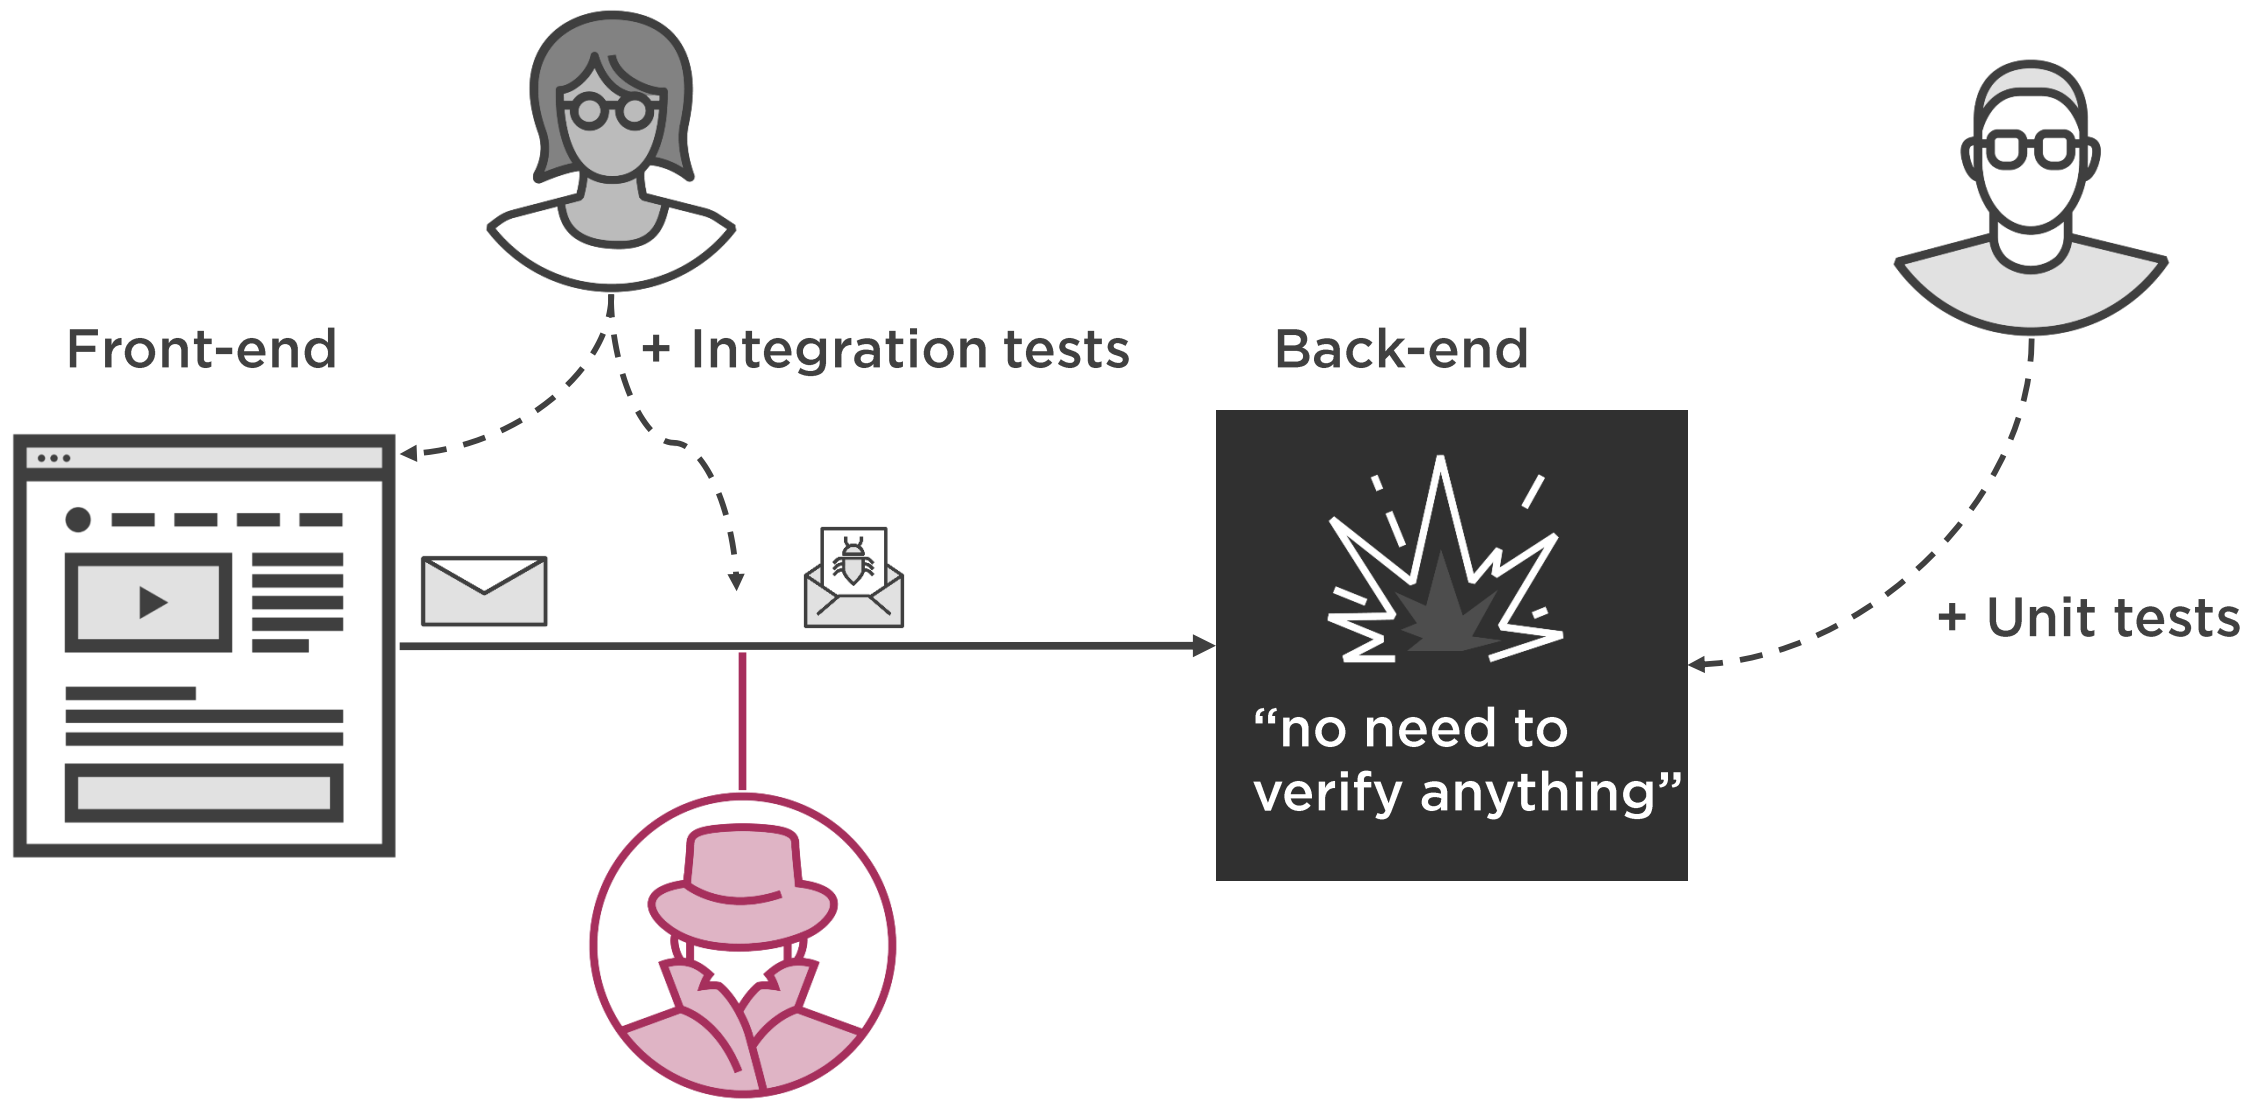 Front-end
+ Integration tests
Back-end
+ Unit tests
“no need to
verify anything”